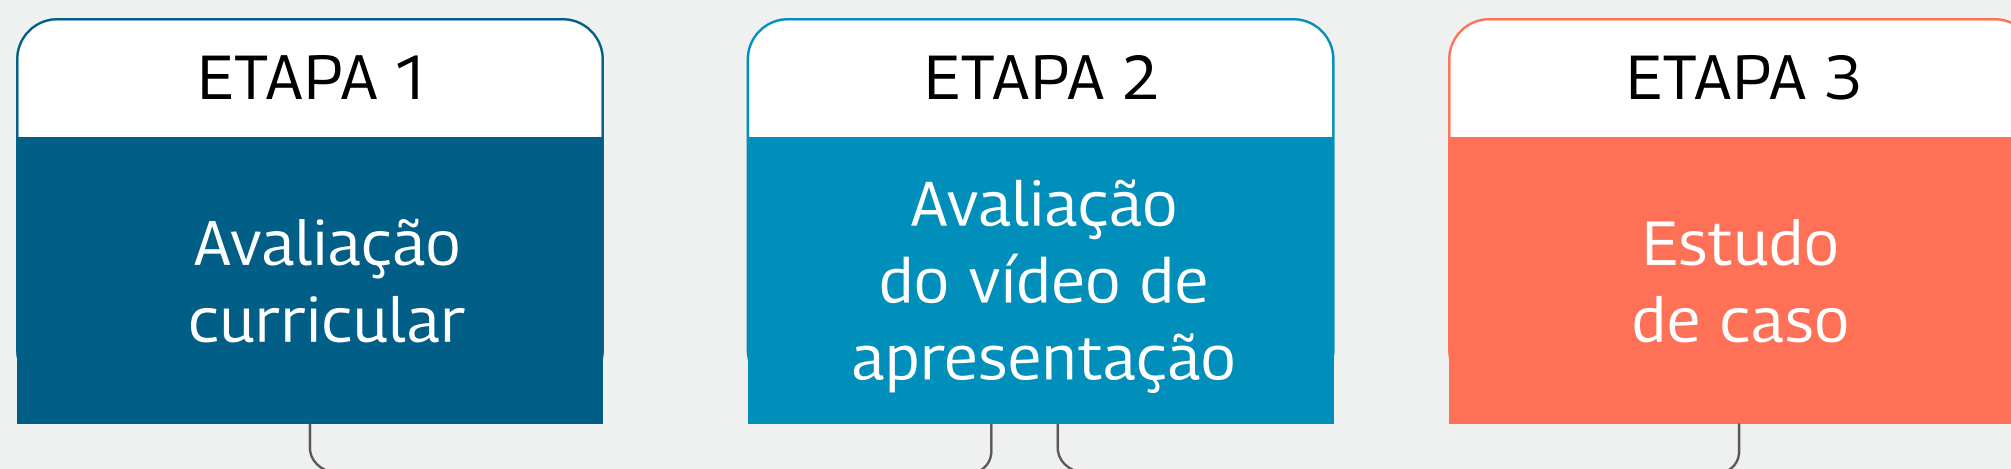 ETAPA 1
Avaliação
curricular
ETAPA 2
Avaliação
do vídeo de
apresentação
ETAPA 3
Estudo
de caso